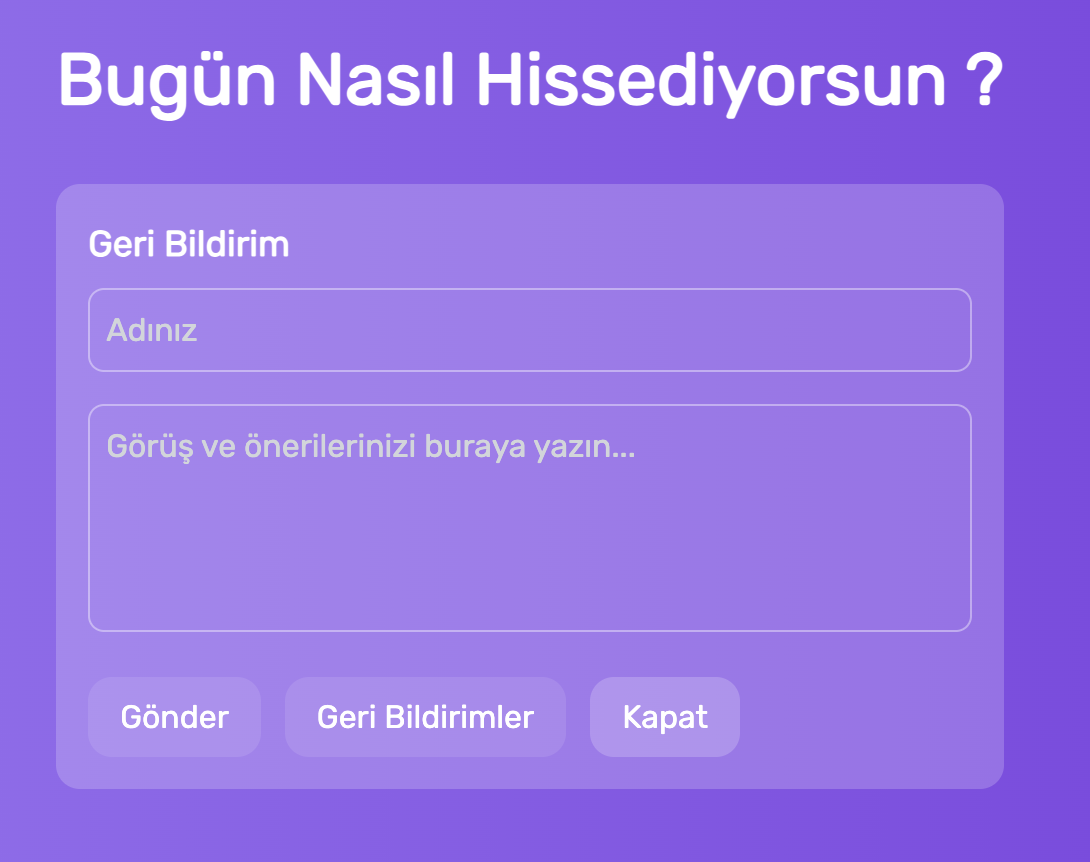 Bugün Nasıl Hissediyorsun ?
Geri Bildirim
Adınız
Görüş ve önerilerinizi buraya yazın...
Gönder
Geri Bildirimler
Kapat